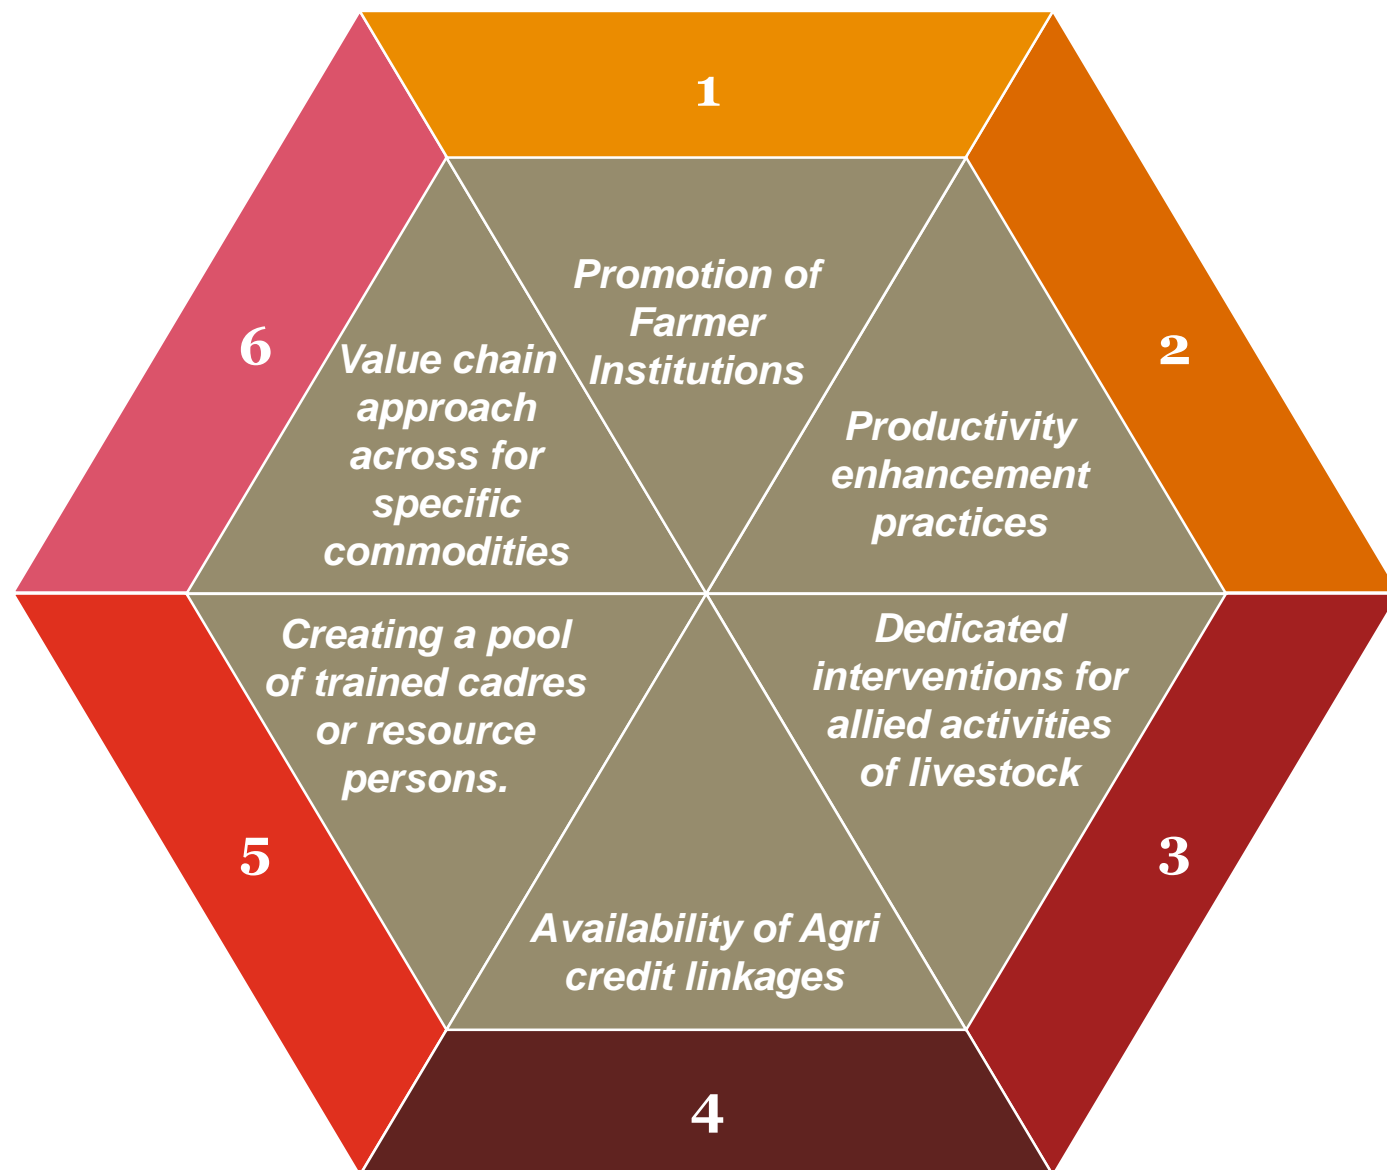 1
Promotion of
Farmer
Institutions
2
Productivity
enhancement
practices
3
Dedicated
interventions for
allied activities
of livestock
4
Availability of Agri
credit linkages
5
Creating a pool
of trained cadres
or resource
persons.
6
Value chain
approach
across for
specific
commodities